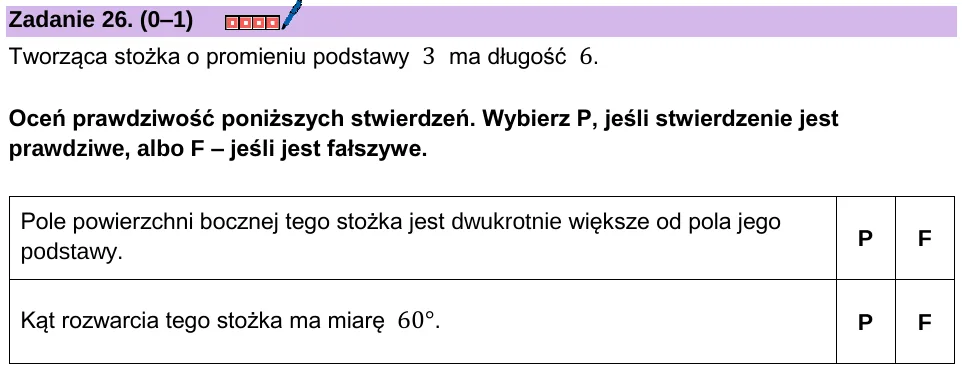 Zadanie 26. (0–1)
Tworząca stożka o promieniu podstawy 3 ma długość 6.
Oceń prawdziwość poniższych stwierdzeń. Wybierz P, jeśli stwierdzenie jest
prawdziwe, albo F – jeśli jest fałszywe.
Pole powierzchni bocznej tego stożka jest dwukrotnie większe od pola jego
podstawy.
P F
Kąt rozwarcia tego stożka ma miarę 60°.
P F